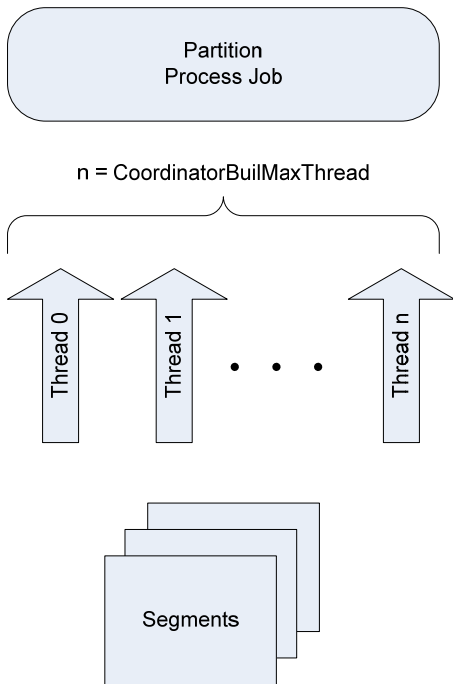 Partition
Process Job
n = CoordinatorBuilMaxThread
Thread 0
Thread 1
Thread n
Segments